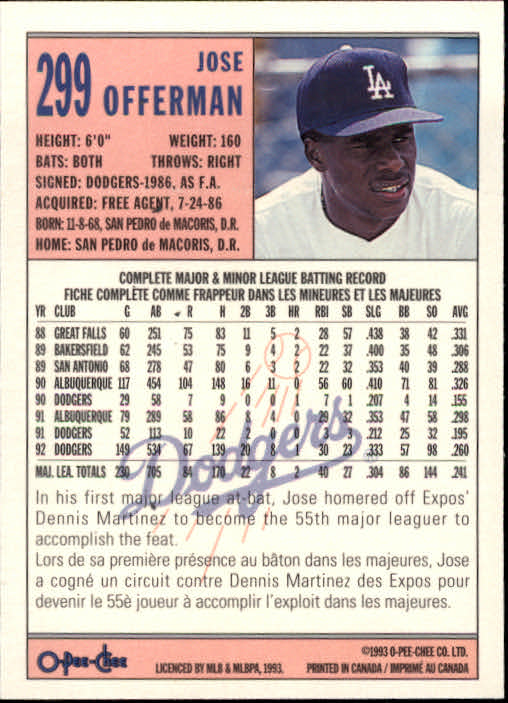 299
JOSE
OFFERMAN
LA
HEIGHT: 6'0" WEIGHT: 160
BATS: BOTH THROWS: RIGHT
SIGNED: DODGERS-1986, AS F.A.
ACQUIRED: FREE AGENT, 7-24-86
BORN: 11-8-68, SAN PEDRO de MACORIS, D.R.
HOME: SAN PEDRO de MACORIS, D.R.
COMPLETE MAJOR & MINOR LEAGUE BATTING RECORD
FICHE COMPLÈTE COMME FRAPPEUR DANS LES MINEURES ET LES MAJEURES
YR CLUB G AB R H 2B 3B HR RBI SB SLG BB SO AVG
88 GREAT FALLS 60 251 75 83 11 5 2 28 57 .438 38 42 .331
89 BAKERSFIELD 62 245 53 75 9 4 2 22 37 .400 35 48 .306
89 SAN ANTONIO 68 278 47 80 6 3 2 22 32 .353 40 39 .288
90 ALBUQUERQUE 117 454 104 148 16 11 0 56 60 .410 71 81 .326
90 DODGERS 29 58 7 9 0 0 1 7 1 .207 4 14 .155
91 ALBUQUERQUE 79 289 58 86 8 4 0 29 32 .353 47 58 .298
91 DODGERS 52 113 10 22 2 0 0 3 3 .212 25 32 .195
92 DODGERS 149 534 67 139 20 8 1 30 23 .333 57 98 .260
MAJ. LEA. TOTALS 230 705 84 170 22 8 2 40 27 .304 86 144 .241
Dodgers ®
In his first major league at-bat, Jose homered off Expos'
Dennis Martinez to become the 55th major leaguer to
accomplish the feat.
Lors de sa première présence au bâton dans les majeures, Jose
a cogné un circuit contre Dennis Martinez des Expos pour
devenir le 55è joueur à accomplir l'exploit dans les majeures.
O-Pee-Chee
LICENCED BY MLB & MLBPA, 1993.
©1993 O-PEE-CHEE CO. LTD.
PRINTED IN CANADA / IMPRIMÉ AU CANADA